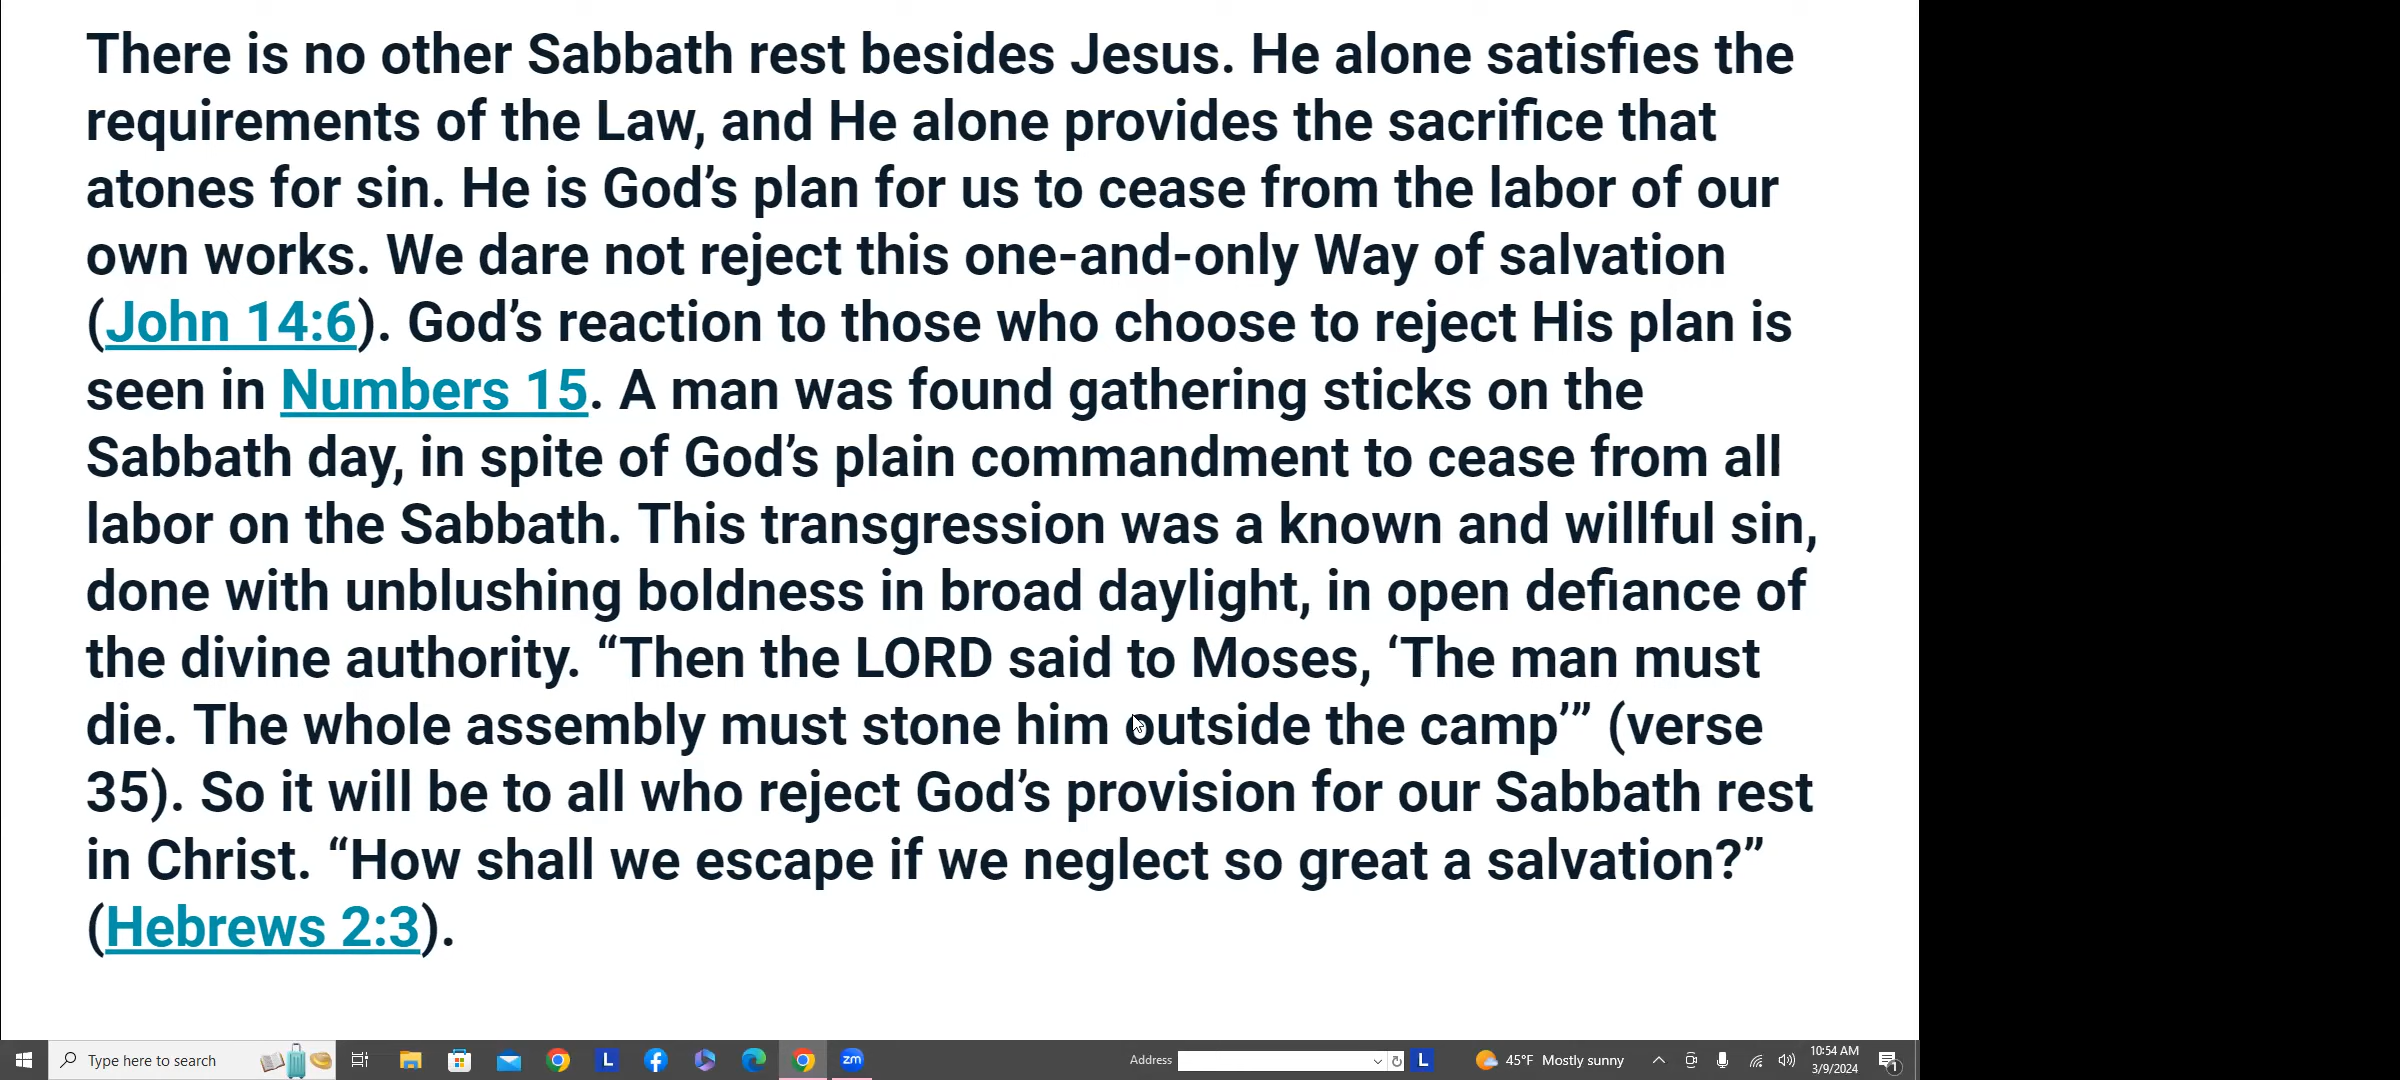 There is no other Sabbath rest besides Jesus. He alone satisfies the
requirements of the Law, and He alone provides the sacrifice that
atones for sin. He is God’s plan for us to cease from the labor of our
own works. We dare not reject this one-and-only Way of salvation
(John 14:6). God’s reaction to those who choose to reject His plan is
seen in Numbers 15. A man was found gathering sticks on the
Sabbath day, in spite of God’s plain commandment to cease from all
labor on the Sabbath. This transgression was a known and willful sin,
done with unblushing boldness in broad daylight, in open defiance of
the divine authority. “Then the LORD said to Moses, ‘The man must
die. The whole assembly must stone him outside the camp’” (verse
35). So it will be to all who reject God’s provision for our Sabbath rest
in Christ. “How shall we escape if we neglect so great a salvation?”
(Hebrews 2:3).
Type here to search
L
zm
Address
L
45°F Mostly sunny
10:54 AM
3/9/2024
1